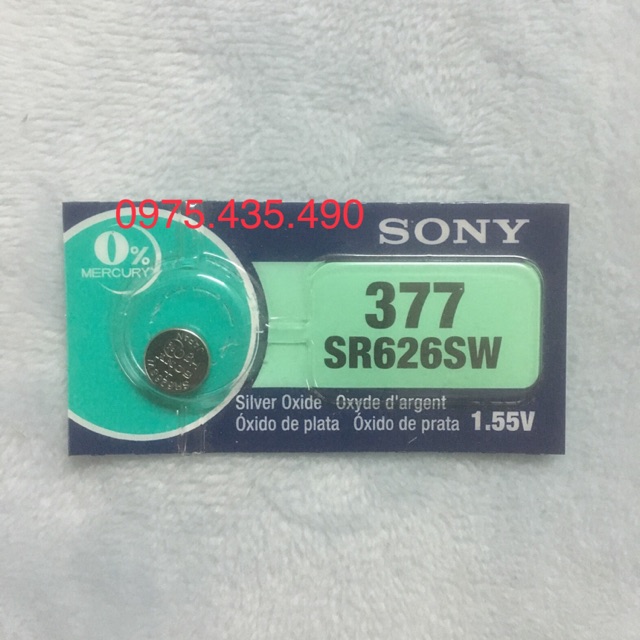 0975.435.490
SONY
0%
MERCURY
377
SR626SW
Silver Oxide Oxyde d'argent
Óxido de plata Óxido de prata 1.55V